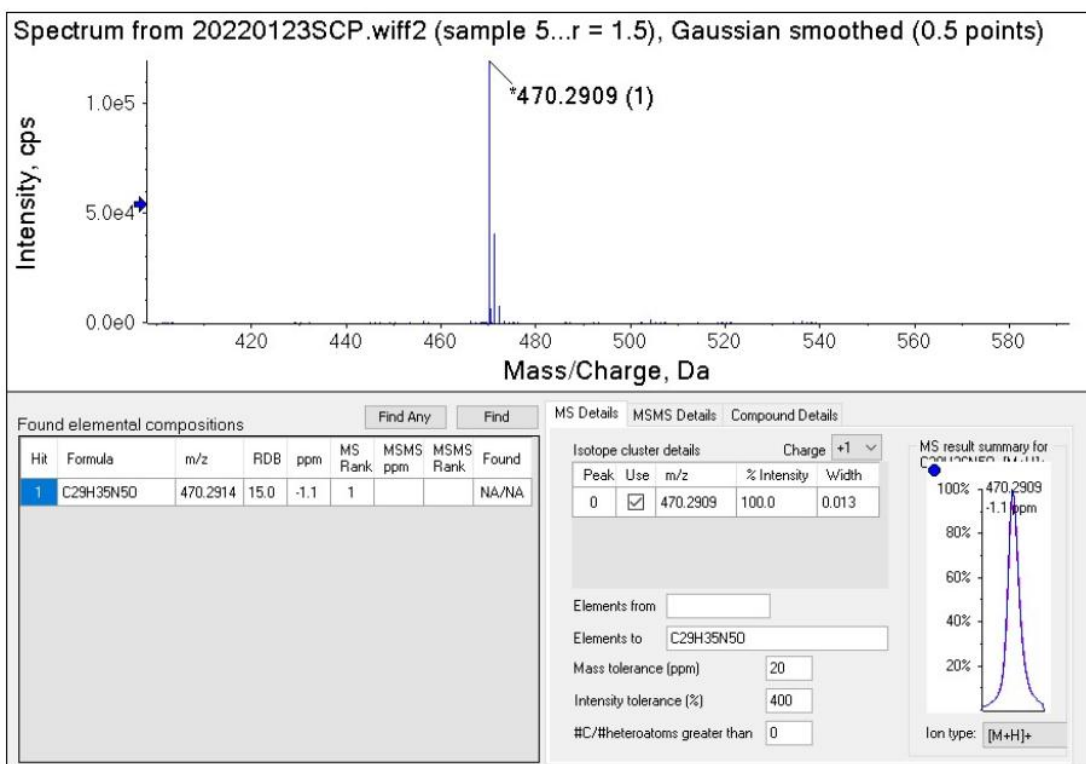 Spectrum from 20220123SCP.wiff2 (sample 5...r = 1.5), Gaussian smoothed (0.5 points)
*470.2909 (1)
1.0e5
5.0e4
0.0e0
Intensity, cps
420 440 460 480 500 520 540 560 580
Mass/Charge, Da
Found elemental compositions
Find Any Find
Hit Formula m/z RDB ppm MS Rank MSMS ppm MSMS Rank Found
1 C29H35N5O 470.2914 15.0 -1.1 1 NA/NA
MS Details MSMS Details Compound Details
Isotope cluster details Charge +1
Peak Use m/z % Intensity Width
0 470.2909 100.0 0.013
Elements from
Elements to C29H35N5O
Mass tolerance (ppm) 20
Intensity tolerance (%) 400
#C/#heteroatoms greater than 0
MS result summary for
470.2909
-1.1 ppm
100%
80%
60%
40%
20%
Ion type: [M+H]+